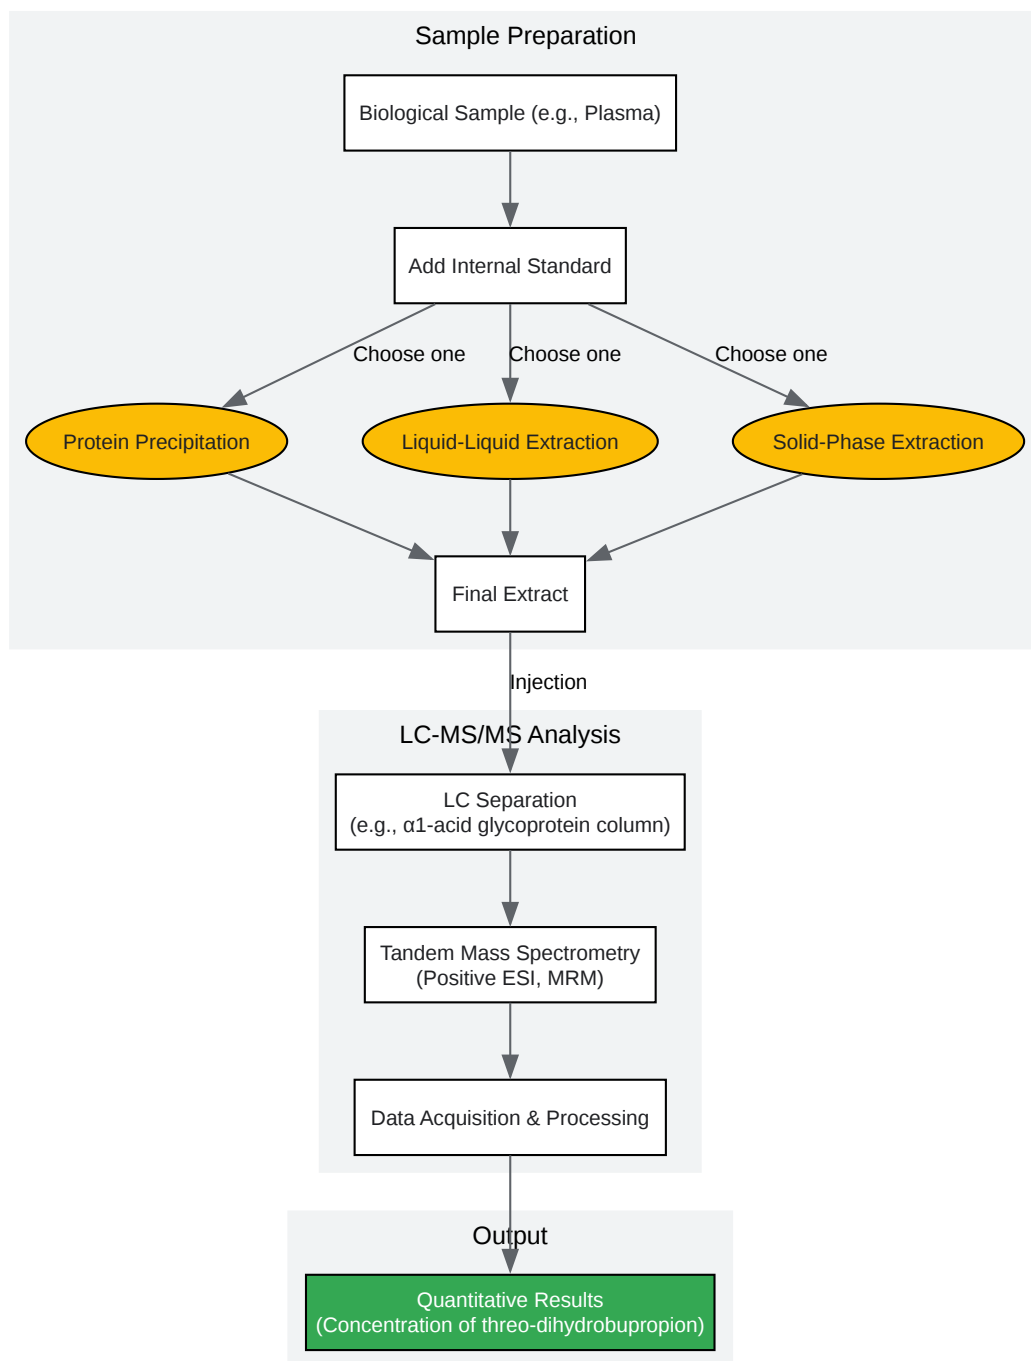 Sample Preparation
Biological Sample (e.g., Plasma)
Add Internal Standard
Choose one
Choose one
Choose one
Protein Precipitation
Liquid-Liquid Extraction
Solid-Phase Extraction
Final Extract
Injection
LC-MS/MS Analysis
LC Separation
(e.g., α1-acid glycoprotein column)
Tandem Mass Spectrometry
(Positive ESI, MRM)
Data Acquisition & Processing
Output
Quantitative Results
(Concentration of threo-dihydrobupropion)